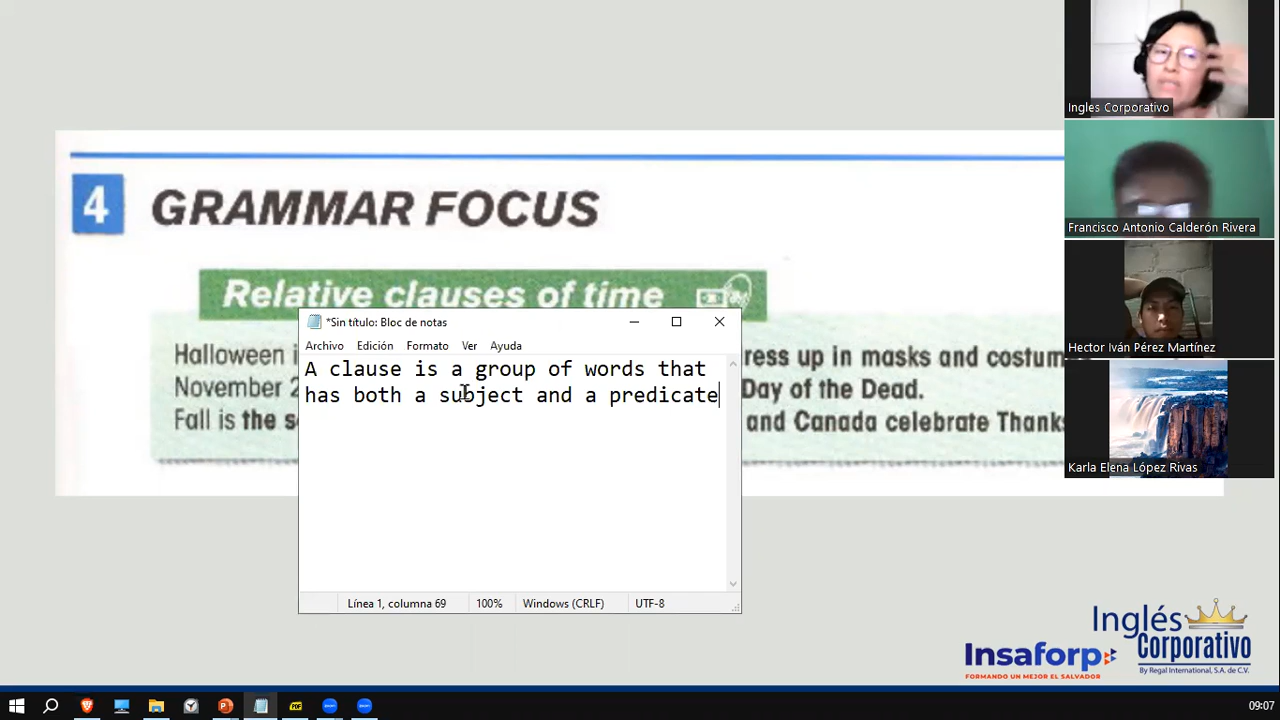 4 GRAMMAR FOCUS
Relative clauses of time
Halloween i
ress up in masks and costum
November 2
Day of the Dead.
Fall is the s
and Canada celebrate Thanks
*Sin título: Bloc de notas
Archivo Edición Formato Ver Ayuda
A clause is a group of words that
has both a subject and a predicate
Línea 1, columna 69 100% Windows (CRLF) UTF-8
Ingles Corporativo
Francisco Antonio Calderón Rivera
Hector Iván Pérez Martínez
Karla Elena López Rivas
Insaforp
FORMANDO UN MEJOR EL SALVADOR
Inglés
Corporativo
By Regal International, S.A. de C.V.
09:07